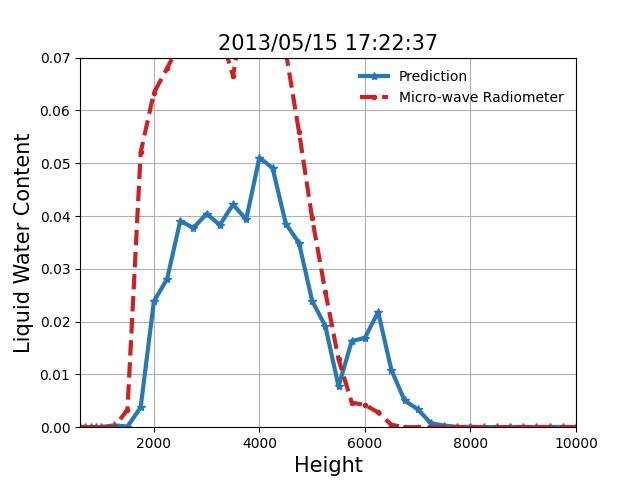 2013/05/15 17:22:37
Prediction
Micro-wave Radiometer
Liquid Water Content
0.07
0.06
0.05
0.04
0.03
0.02
0.01
0.00
2000 4000 6000 8000 10000
Height